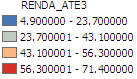 RENDA_ATE3
4.900000 - 23.700000
23.700001 - 43.100000
43.100001 - 56.300000
56.300001 - 71.400000